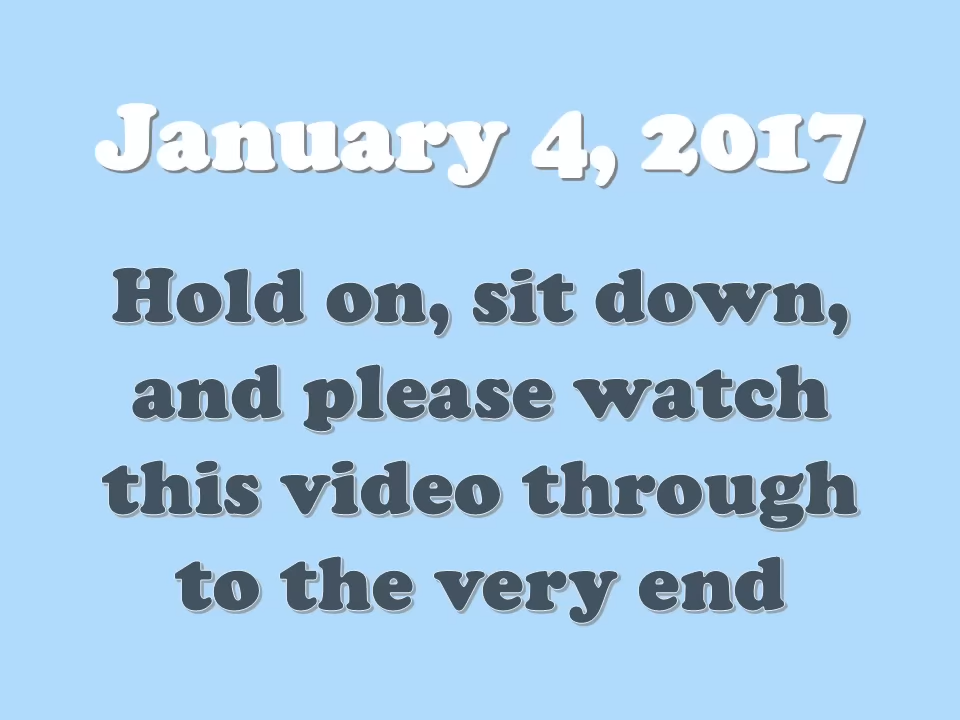 January 4, 2017
Hold on, sit down,
and please watch
this video through
to the very end